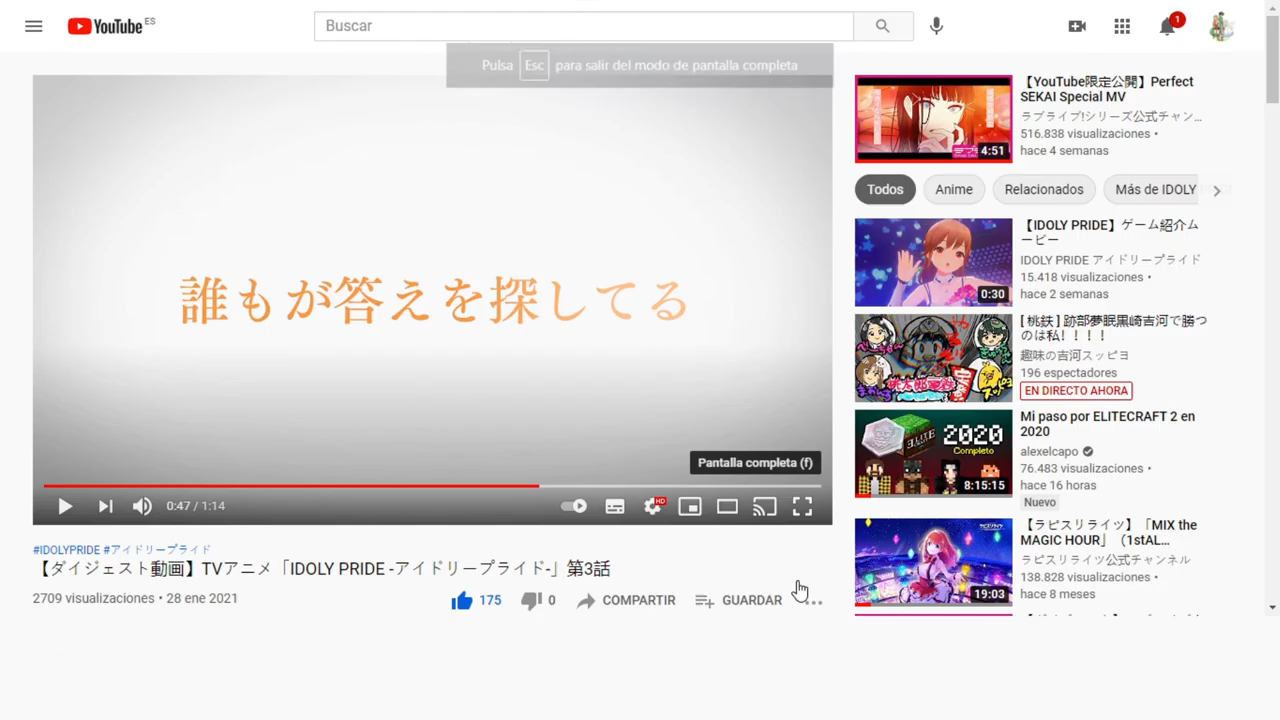 YouTube ES
Buscar
1
Pulsa Esc para salir del modo de pantalla completa
誰もが答えを探してる
Pantalla completa (f)
0:47 / 1:14
HD
#IDOLYPRIDE #アイドリープライド
【ダイジェスト動画】TVアニメ「IDOLY PRIDE -アイドリープライド-」第3話
2709 visualizaciones • 28 ene 2021
175
0
COMPARTIR
GUARDAR
4:51
【YouTube限定公開】Perfect
SEKAI Special MV
ラブライブ!シリーズ公式チャン...
516.838 visualizaciones •
hace 4 semanas
Todos
Anime
Relacionados
Más de IDOLY
0:30
【IDOLY PRIDE】ゲーム紹介ム
ービー
IDOLY PRIDE アイドリープライド
15.418 visualizaciones •
hace 2 semanas
[ 桃鉄 ] 跡部夢眠黒崎吉河で勝つ
のは私！！！！
趣味の吉河スッピヨ
196 espectadores
EN DIRECTO AHORA
ELITE
2020
Completo
8:15:15
Mi paso por ELITECRAFT 2 en
2020
alexelcapo
76.483 visualizaciones •
hace 16 horas
Nuevo
19:03
【ラピスリライツ】「MIX the
MAGIC HOUR」（1stAL...
ラピスリライツ公式チャンネル
138.828 visualizaciones •
hace 8 meses